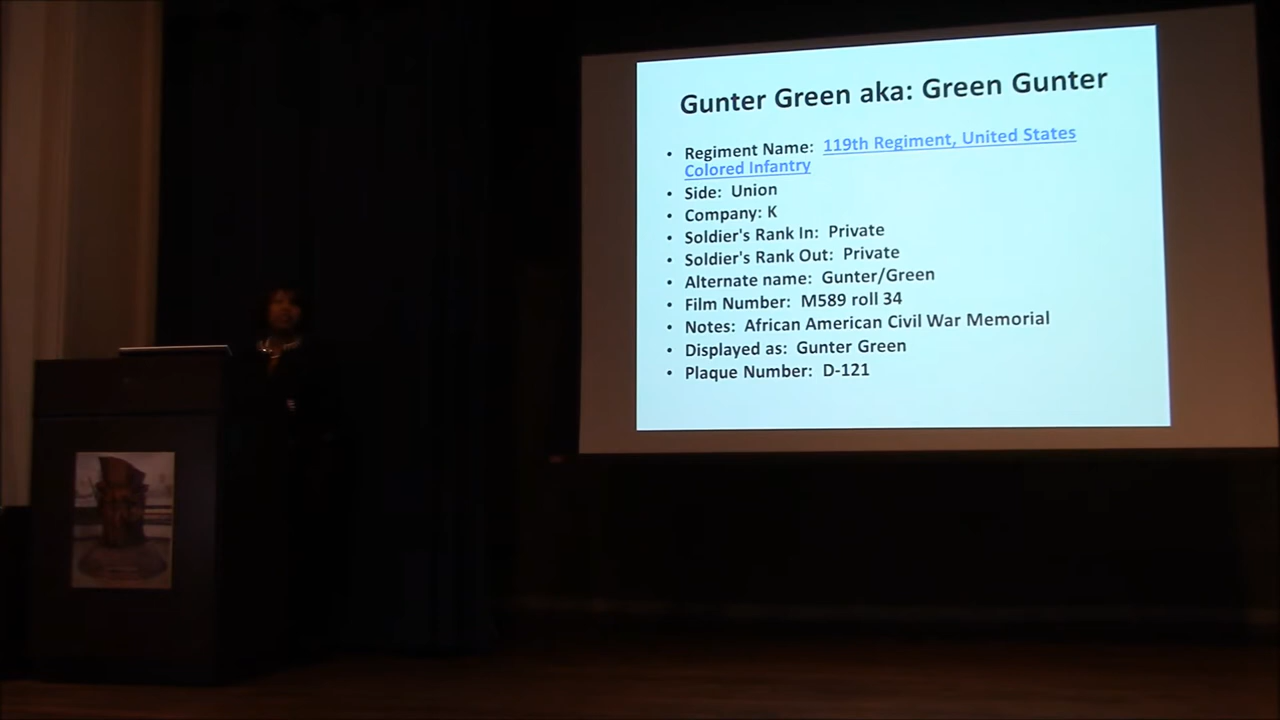 Gunter Green aka: Green Gunter
• Regiment Name: 119th Regiment, United States
Colored Infantry
• Side: Union
• Company: K
• Soldier's Rank In: Private
• Soldier's Rank Out: Private
• Alternate name: Gunter/Green
• Film Number: M589 roll 34
• Notes: African American Civil War Memorial
• Displayed as: Gunter Green
• Plaque Number: D-121